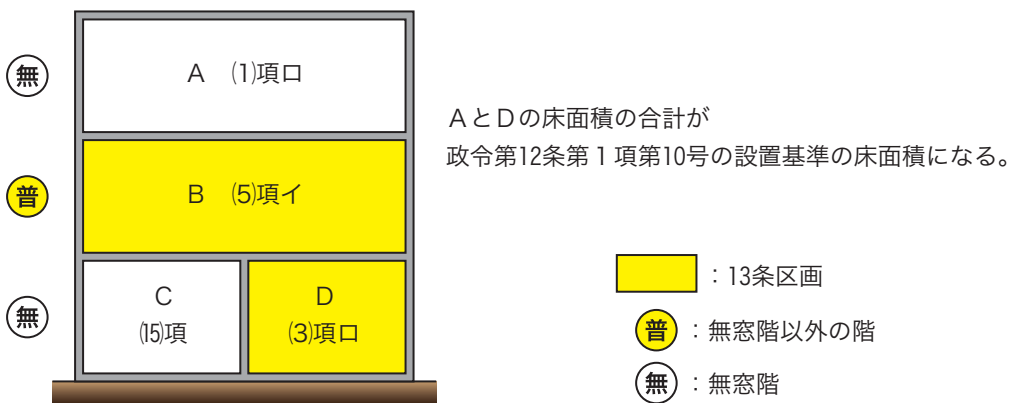 無
A ⑴項ロ
普
B ⑸項イ
無
C
⒂項
D
⑶項ロ
AとDの床面積の合計が
政令第12条第1項第10号の設置基準の床面積になる。
：13条区画
普：無窓階以外の階
無：無窓階